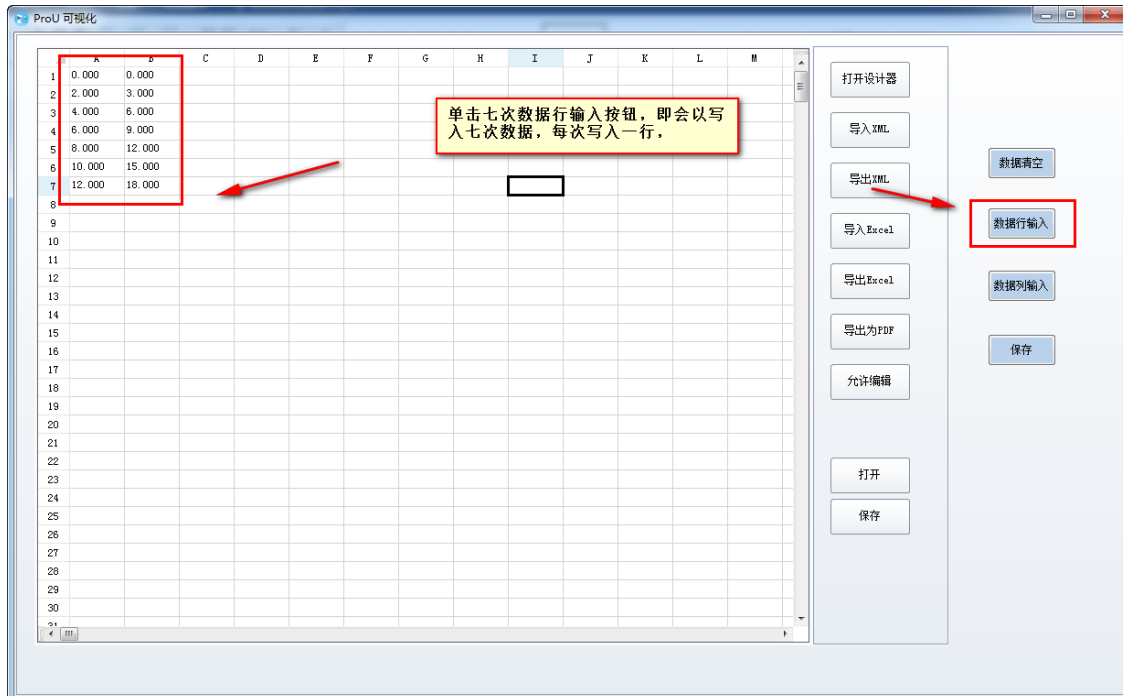 ProU 可视化
A B C D E F G H I J K L M
1 0.000 0.000
2 2.000 3.000
3 4.000 6.000
4 6.000 9.000
5 8.000 12.000
6 10.000 15.000
7 12.000 18.000
8
9
10
11
12
13
14
15
16
17
18
19
20
21
22
23
24
25
26
27
28
29
30
31
单击七次数据行输入按钮，即会以写
入七次数据，每次写入一行，
打开设计器
导入XML
导出XML
导入Excel
导出Excel
导出为PDF
允许编辑
打开
保存
数据青空
数据行输入
数据列输入
保存